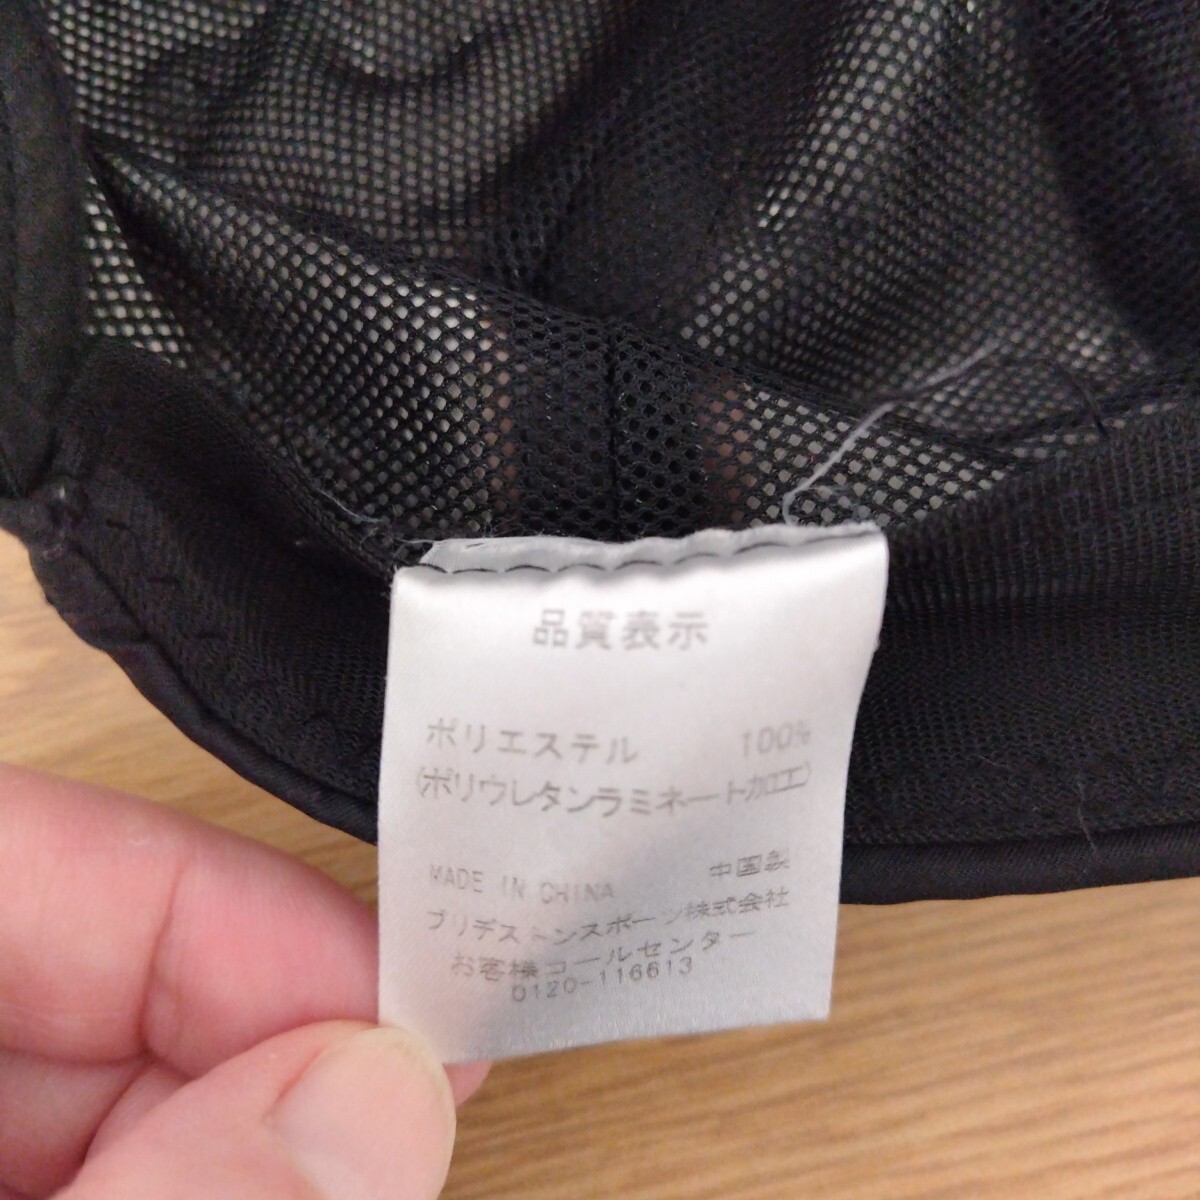 品質表示
ポリエステル 100%
(ポリウレタンラミネート加工)
MADE IN CHINA 中国製
ブリヂストンスポーツ株式会社
お客様コールセンター
0120-116613